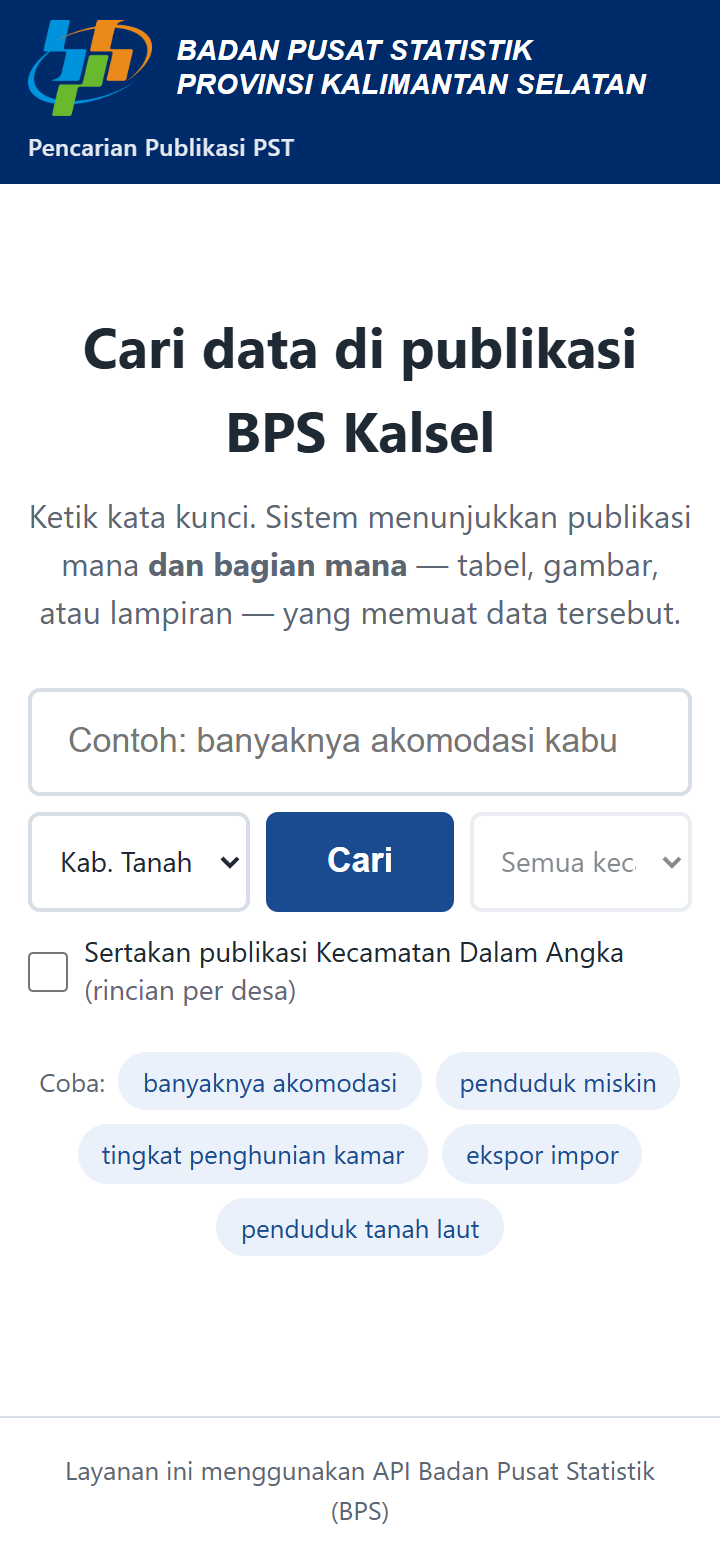 BADAN PUSAT STATISTIK
PROVINSI KALIMANTAN SELATAN
Pencarian Publikasi PST
Cari data di publikasi
BPS Kalsel
Ketik kata kunci. Sistem menunjukkan publikasi
mana dan bagian mana — tabel, gambar,
atau lampiran — yang memuat data tersebut.
Contoh: banyaknya akomodasi kabu
Kab. Tanah
Cari
Semua keca
Sertakan publikasi Kecamatan Dalam Angka
(rincian per desa)
Coba: banyaknya akomodasi penduduk miskin
tingkat penghunian kamar ekspor impor
penduduk tanah laut
Layanan ini menggunakan API Badan Pusat Statistik
(BPS)